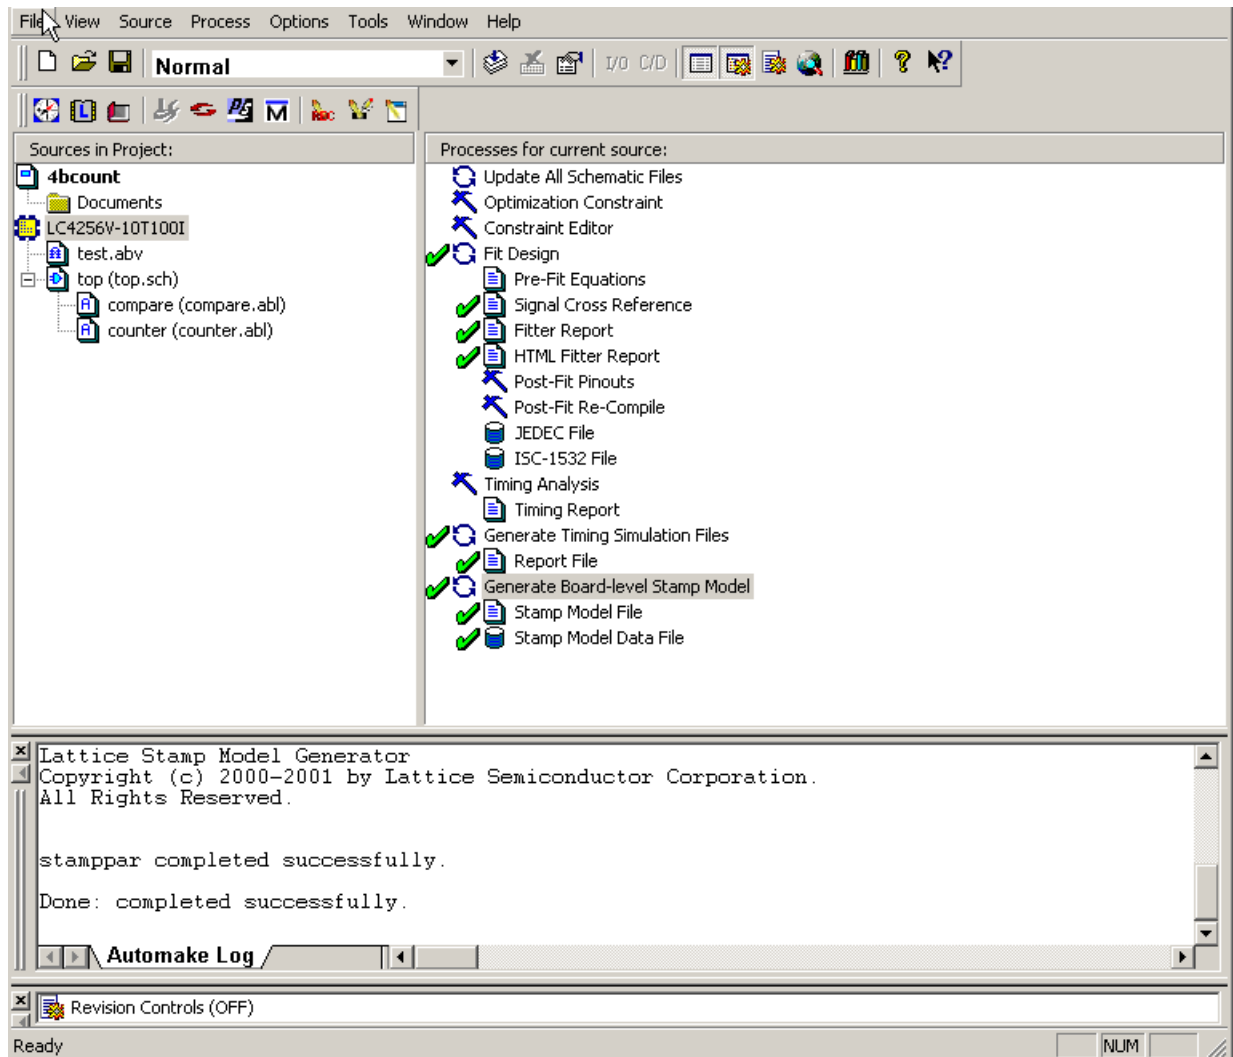 File View Source Process Options Tools Window Help
Normal
I/O C/D
Sources in Project:
4bcount
Documents
LC4256V-10T100I
test.abv
top (top.sch)
compare (compare.abl)
counter (counter.abl)
Processes for current source:
Update All Schematic Files
Optimization Constraint
Constraint Editor
Fit Design
Pre-Fit Equations
Signal Cross Reference
Fitter Report
HTML Fitter Report
Post-Fit Pinouts
Post-Fit Re-Compile
JEDEC File
ISC-1532 File
Timing Analysis
Timing Report
Generate Timing Simulation Files
Report File
Generate Board-level Stamp Model
Stamp Model File
Stamp Model Data File
Lattice Stamp Model Generator
Copyright (c) 2000-2001 by Lattice Semiconductor Corporation.
All Rights Reserved.
stamppar completed successfully.
Done: completed successfully.
Automake Log
Revision Controls (OFF)
Ready NUM